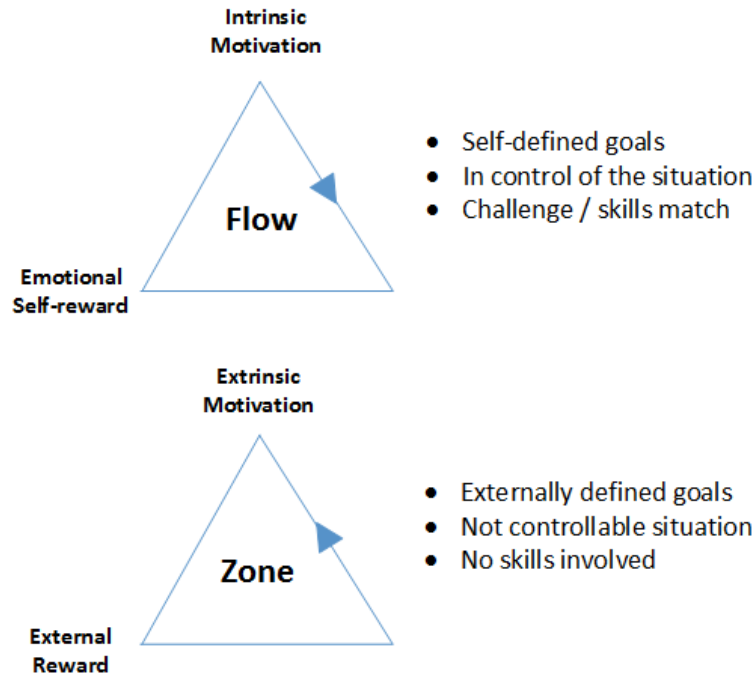 Intrinsic
Motivation
• Self-defined goals
• In control of the situation
• Challenge / skills match
Flow
Emotional
Self-reward
Extrinsic
Motivation
• Externally defined goals
• Not controllable situation
• No skills involved
Zone
External
Reward